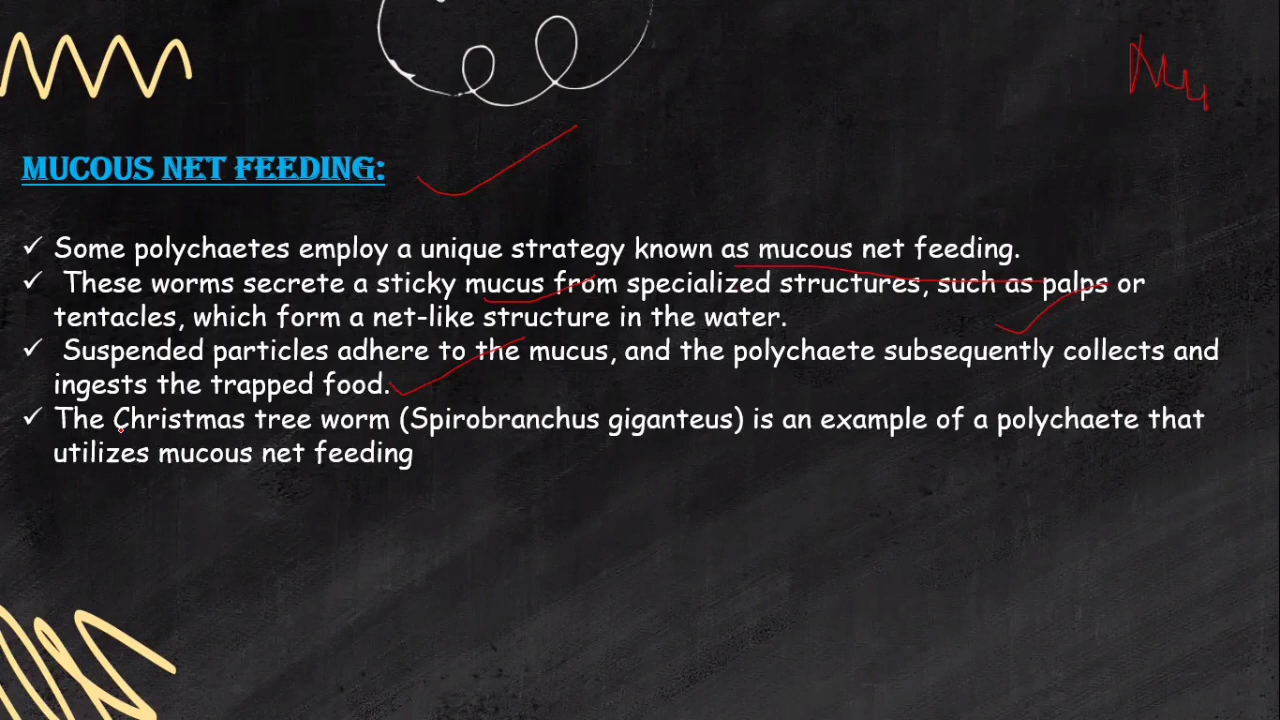 MUCOUS NET FEEDING:
✓ Some polychaetes employ a unique strategy known as mucous net feeding.
✓ These worms secrete a sticky mucus from specialized structures, such as palps or
tentacles, which form a net-like structure in the water.
✓ Suspended particles adhere to the mucus, and the polychaete subsequently collects and
ingests the trapped food.
✓ The Christmas tree worm (Spirobranchus giganteus) is an example of a polychaete that
utilizes mucous net feeding